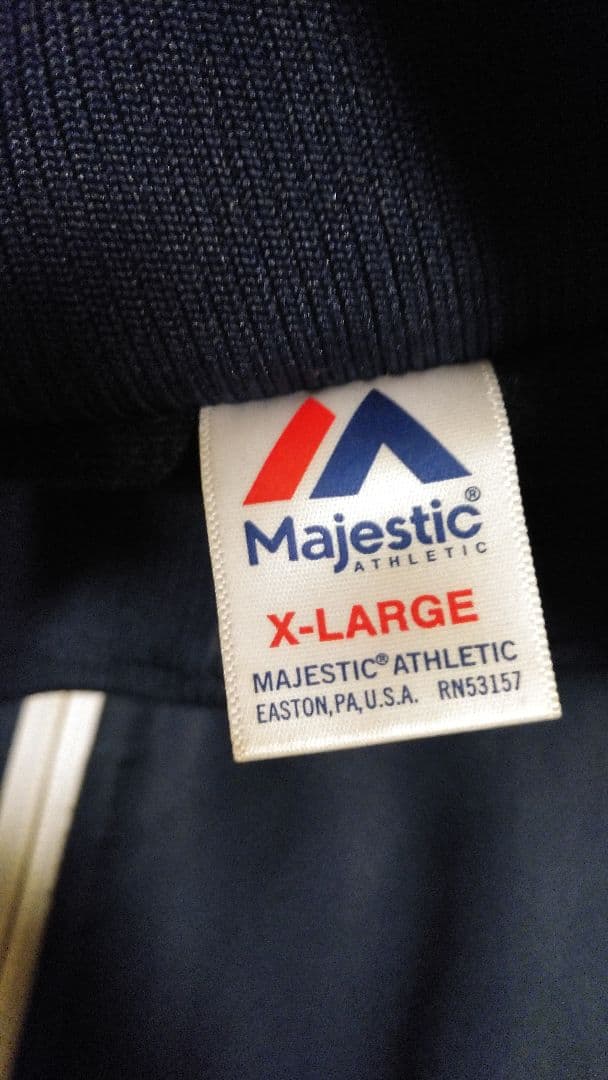 Majestic®
ATHLETIC
X-LARGE
MAJESTIC® ATHLETIC
EASTON, PA, U.S.A. RN53157